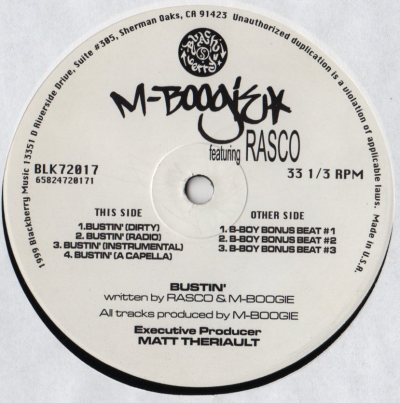 1999 Blackberry Music 13351 D Riverside Drive, Suite #305, Sherman Oaks, CA 91423 Unauthorized duplication is a violation of applicable laws. Made in U.S.A.
M-BOOGIE
featuring RASCO
BLK72017
65824720171
33 1/3 RPM
THIS SIDE
1.BUSTIN' (DIRTY)
2. BUSTIN' (RADIO)
3. BUSTIN' (INSTRUMENTAL)
4. BUSTIN' (A CAPELLA)
OTHER SIDE
1. B-BOY BONUS BEAT #1
2. B-BOY BONUS BEAT #2
3. B-BOY BONUS BEAT #3
BUSTIN'
written by RASCO & M-BOOGIE
All tracks produced by M-BOOGIE
Executive Producer
MATT THERIAULT